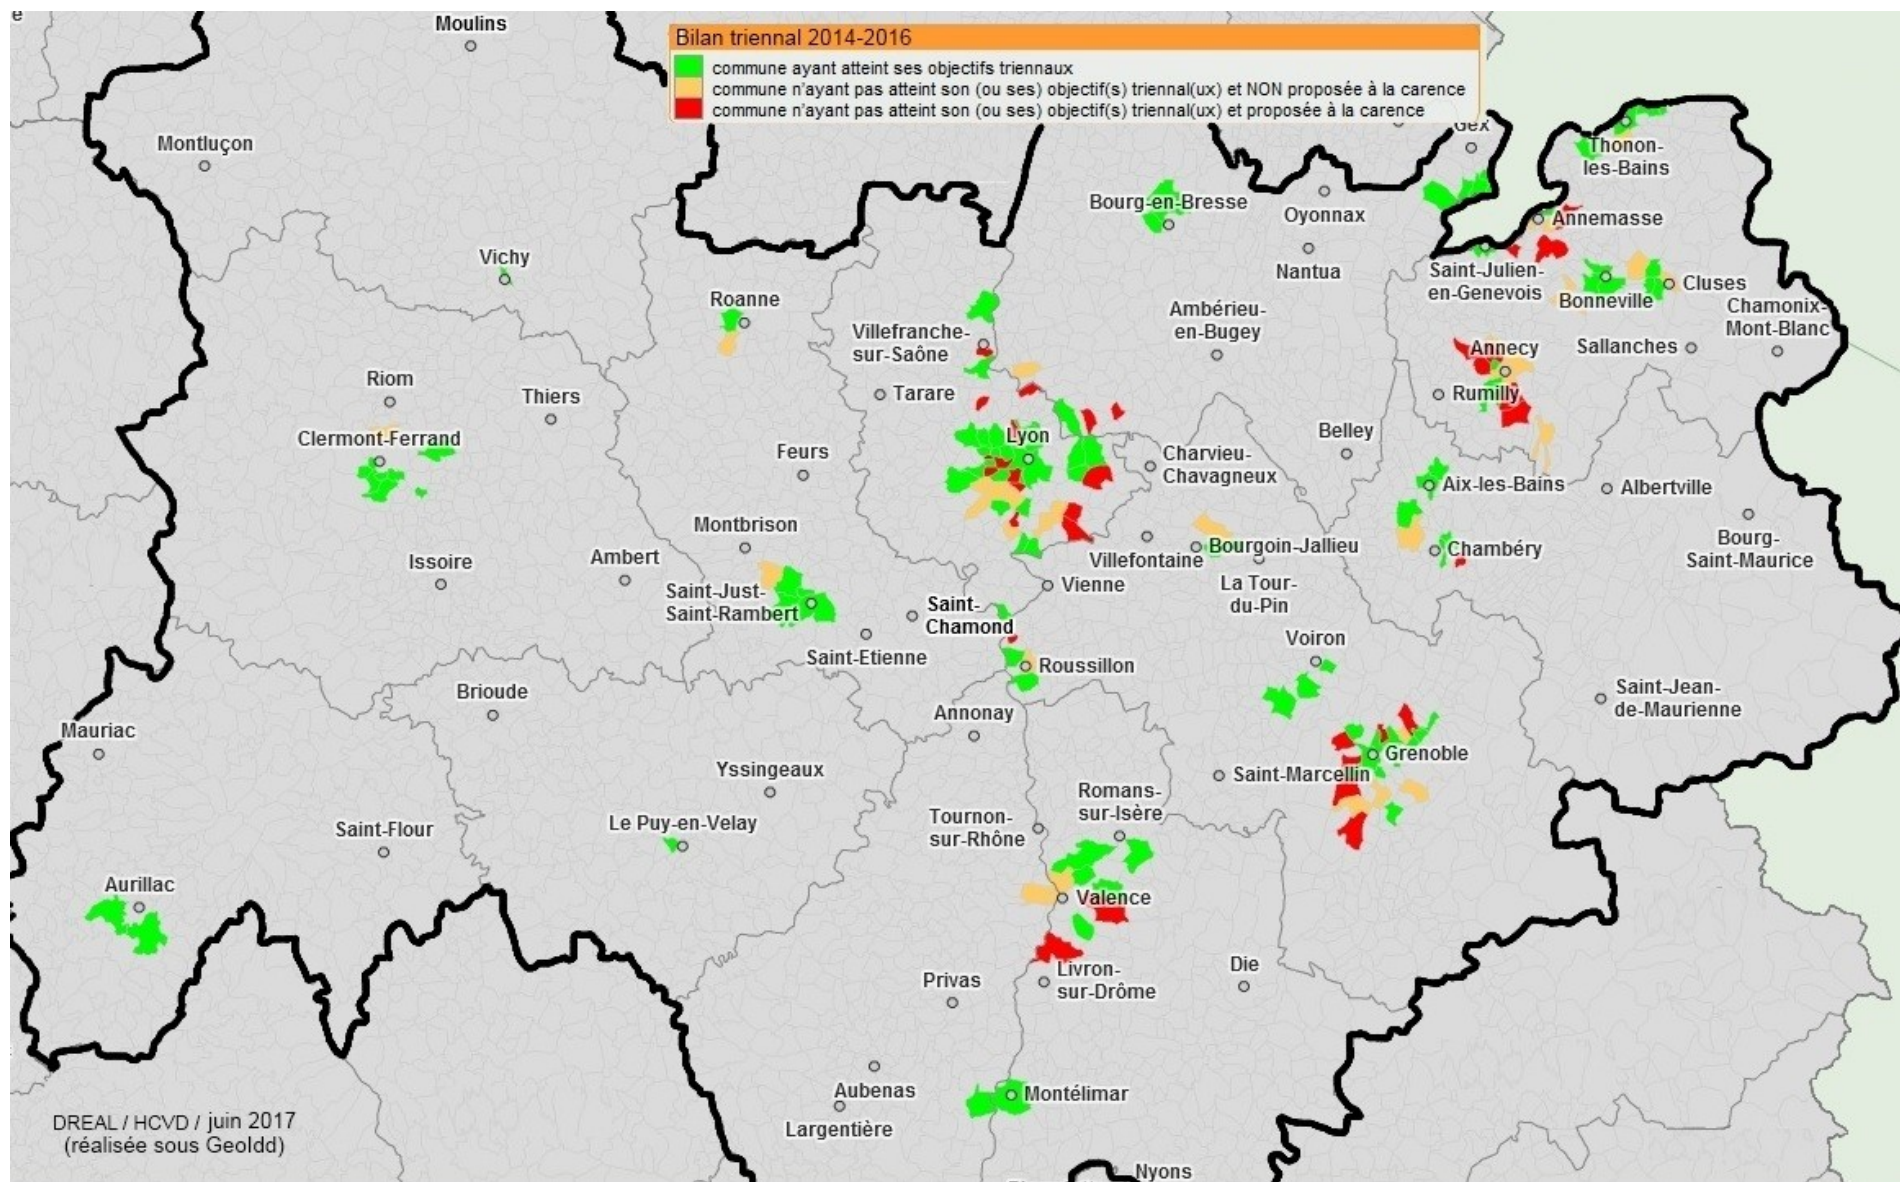 e
Moulins
Bilan triennal 2014-2016
commune ayant atteint ses objectifs triennaux
commune n'ayant pas atteint son (ou ses) objectif(s) triennal(ux) et NON proposée à la carence
commune n'ayant pas atteint son (ou ses) objectif(s) triennal(ux) et proposée à la carence
Gex
Montluçon
Thonon-
les-Bains
Bourg-en-Bresse
Oyonnax
Annemasse
Vichy
Nantua
Saint-Julien-
en-Genevois
Bonneville
Cluses
Chamonix-
Mont-Blanc
Roanne
Villefranche-
sur-Saône
Ambérieu-
en-Bugey
Annecy
Sallanches
Riom
Thiers
Tarare
Rumilly
Clermont-Ferrand
Lyon
Belley
Feurs
Charvieu-
Chavagneux
Aix-les-Bains
Albertville
Montbrison
Bourg-
Saint-Maurice
Issoire
Ambert
Villefontaine
Bourgoin-Jallieu
Chambéry
Saint-Just-
Saint-Rambert
Vienne
La Tour-
du-Pin
Saint-
Chamond
Saint-Etienne
Voiron
Roussillon
Brioude
Saint-Jean-
de-Maurienne
Mauriac
Annonay
Grenoble
Yssingeaux
Saint-Marcellin
Romans-
sur-Isère
Saint-Flour
Le Puy-en-Velay
Tournon-
sur-Rhône
Aurillac
Valence
Privas
Livron-
sur-Drôme
Die
Aubenas
Montélimar
Largentière
DREAL / HCVD / juin 2017
(réalisée sous GeoIdd)
Nyons